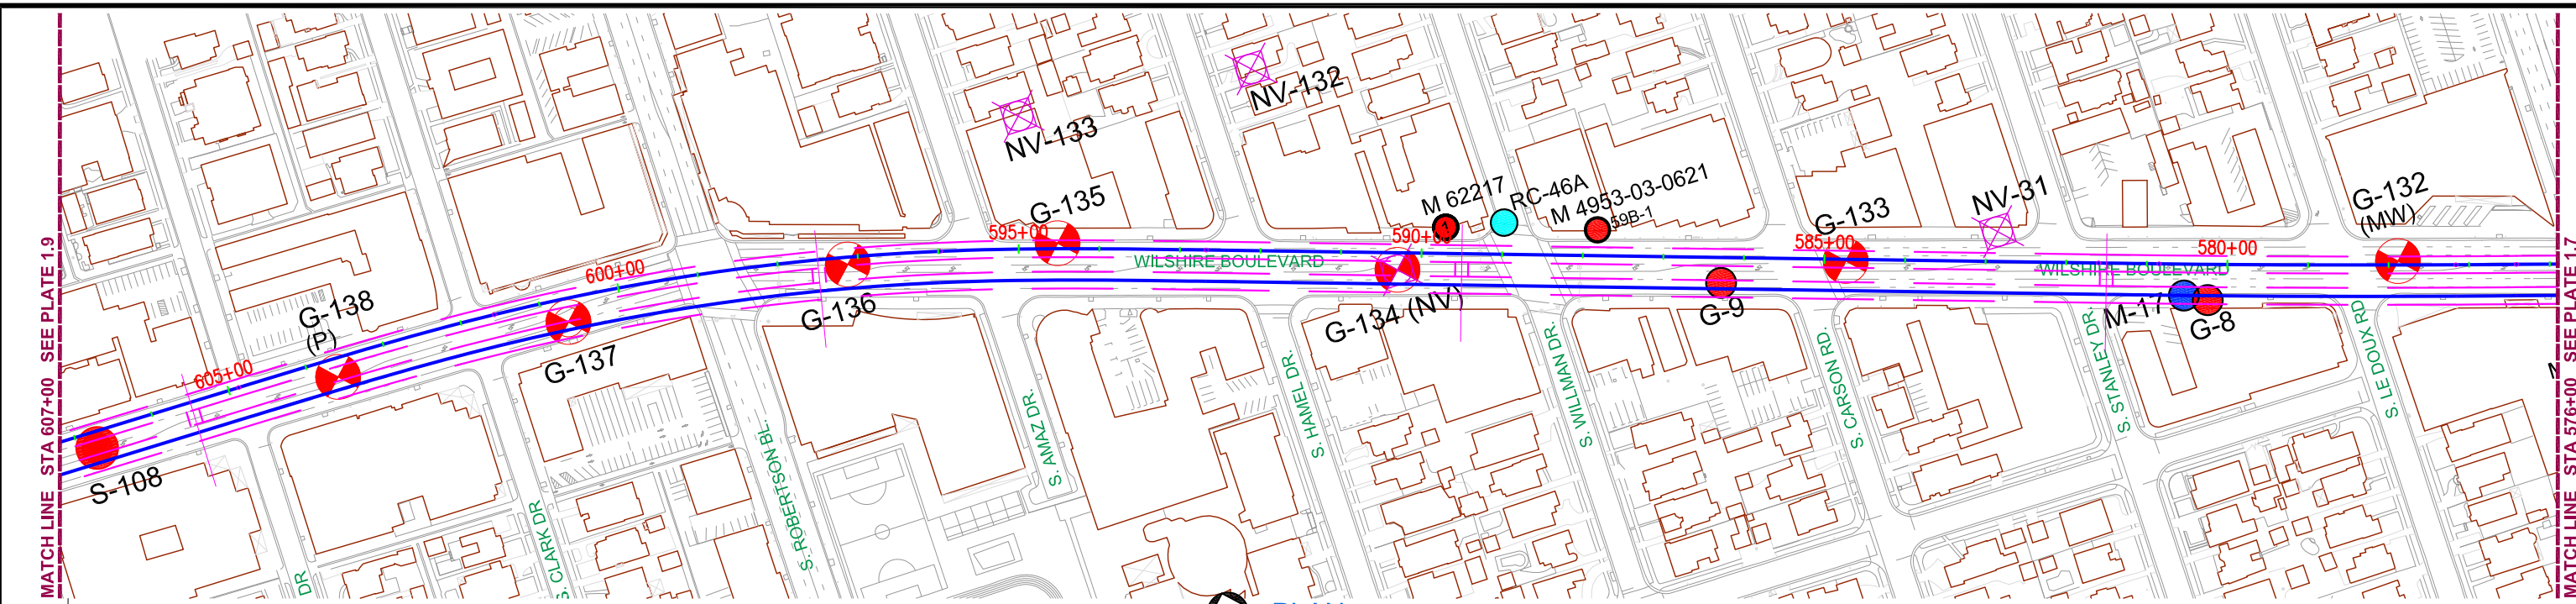 MATCH LINE   STA 607+00   SEE PLATE 1.9
S-108
605+00
G-138
(P)
G-137
600+00
G-136
NV-133
G-135
595+00
WILSHIRE BOULEVARD
NV-132
G-134 (NV)
590+00
M 62217
1
RC-46A
M 4953-03-0621
59B-1
G-9
G-133
585+00
NV-31
WILSHIRE BOULEVARD
580+00
M-17
G-8
G-132
(MW)
DR
S. CLARK DR
S. ROBERTSON BL.
S. AMAZ DR.
S. HAMEL DR.
S. WILLMAN DR.
S. CARSON RD.
S. STANLEY DR.
S. LE DOUX RD
MATCH LINE   STA 576+00   SEE PLATE 1.7